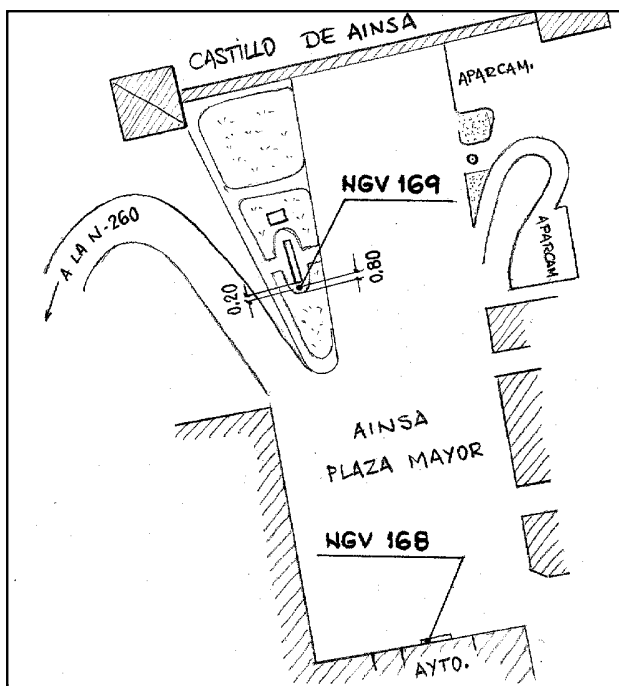 CASTILLO DE AINSA
APARCAM.
NGV 169
A LA N-260
APARCAM
0,20
0,80
AINSA
PLAZA MAYOR
NGV 168
AYTO.